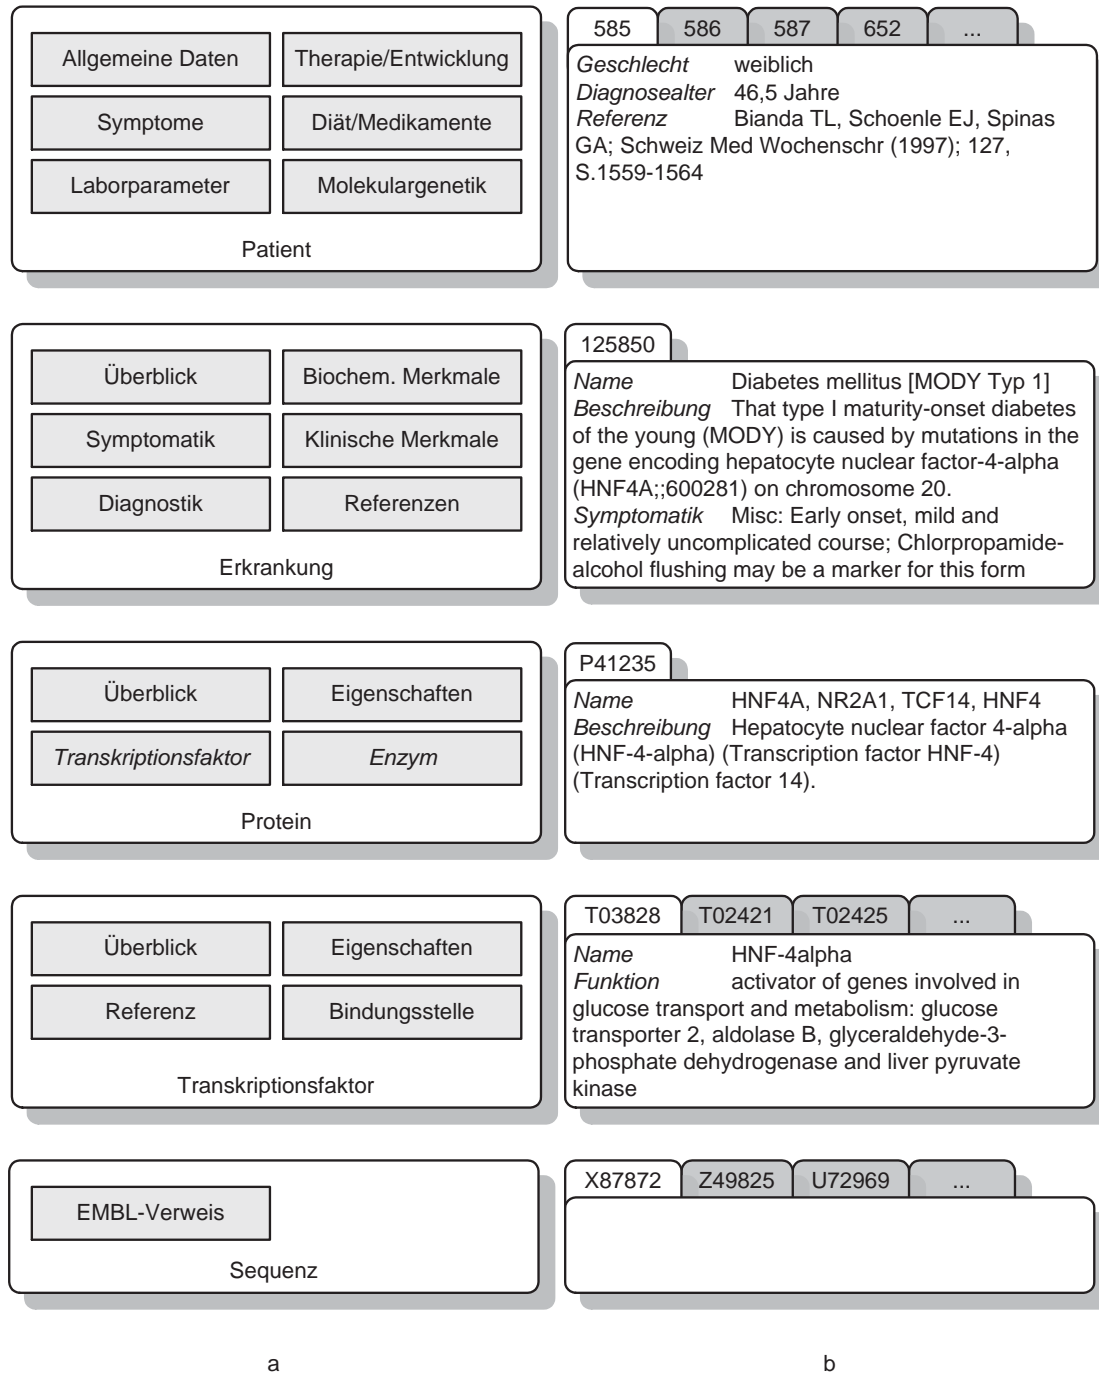 Allgemeine Daten
Therapie/Entwicklung
Symptome
Diät/Medikamente
Laborparameter
Molekulargenetik
Patient
585 586 587 652 ...
Geschlecht weiblich
Diagnosealter 46,5 Jahre
Referenz Bianda TL, Schoenle EJ, Spinas
GA; Schweiz Med Wochenschr (1997); 127,
S.1559-1564
Überblick
Biochem. Merkmale
Symptomatik
Klinische Merkmale
Diagnostik
Referenzen
Erkrankung
125850
Name Diabetes mellitus [MODY Typ 1]
Beschreibung That type I maturity-onset diabetes
of the young (MODY) is caused by mutations in the
gene encoding hepatocyte nuclear factor-4-alpha
(HNF4A;;600281) on chromosome 20.
Symptomatik Misc: Early onset, mild and
relatively uncomplicated course; Chlorpropamide-
alcohol flushing may be a marker for this form
Überblick
Eigenschaften
Transkriptionsfaktor
Enzym
Protein
P41235
Name HNF4A, NR2A1, TCF14, HNF4
Beschreibung Hepatocyte nuclear factor 4-alpha
(HNF-4-alpha) (Transcription factor HNF-4)
(Transcription factor 14).
Überblick
Eigenschaften
Referenz
Bindungsstelle
Transkriptionsfaktor
T03828 T02421 T02425 ...
Name HNF-4alpha
Funktion activator of genes involved in
glucose transport and metabolism: glucose
transporter 2, aldolase B, glyceraldehyde-3-
phosphate dehydrogenase and liver pyruvate
kinase
EMBL-Verweis
Sequenz
X87872 Z49825 U72969 ...
a
b